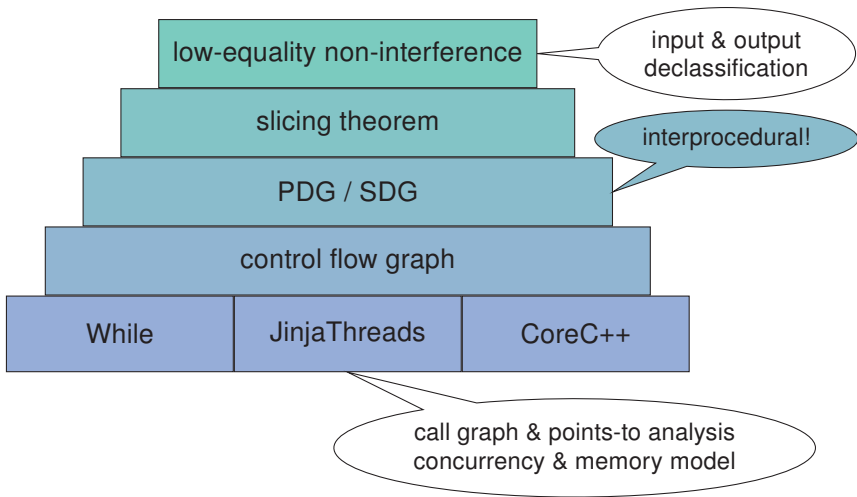 low-equality non-interference
input & output
declassification
slicing theorem
interprocedural!
PDG / SDG
control flow graph
While
JinjaThreads
CoreC++
call graph & points-to analysis
concurrency & memory model